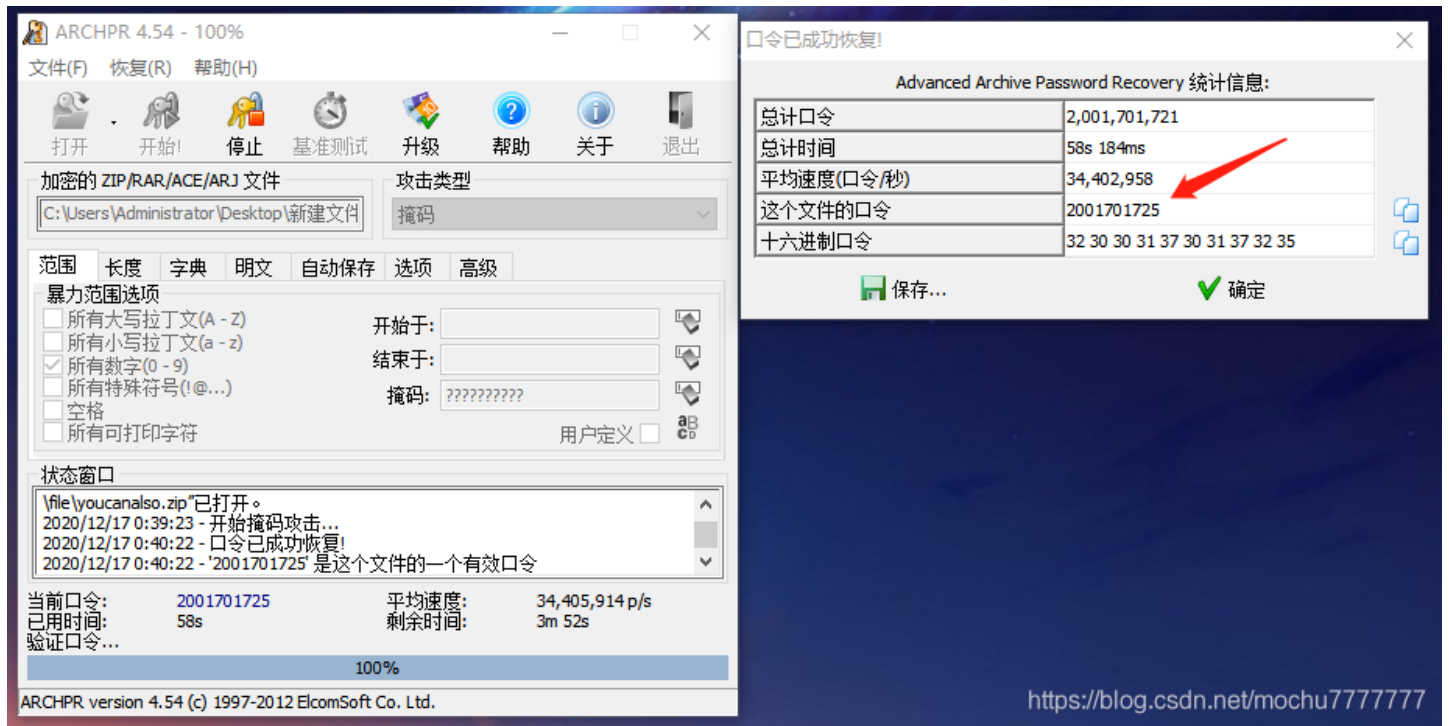 ARCHPR 4.54 - 100%
文件(F) 恢复(R) 帮助(H)
打开 开始! 停止 基准测试 升级 帮助 关于 退出
加密的 ZIP/RAR/ACE/ARJ 文件
C:\Users\Administrator\Desktop\新建文件
攻击类型
掩码
范围 长度 字典 明文 自动保存 选项 高级
暴力范围选项
所有大写拉丁文(A - Z)
所有小写拉丁文(a - z)
所有数字(0 - 9)
所有特殊符号(!@...)
空格
所有可打印字符
开始于:
结束于:
掩码: ??????????
用户定义
状态窗口
\file\youcanalso.zip"已打开。
2020/12/17 0:39:23 - 开始掩码攻击...
2020/12/17 0:40:22 - 口令已成功恢复!
2020/12/17 0:40:22 - '2001701725' 是这个文件的一个有效口令
当前口令: 2001701725 平均速度: 34,405,914 p/s
已用时间: 58s 剩余时间: 3m 52s
验证口令...
100%
ARCHPR version 4.54 (c) 1997-2012 ElcomSoft Co. Ltd.
口令已成功恢复!
Advanced Archive Password Recovery 统计信息:
总计口令 2,001,701,721
总计时间 58s 184ms
平均速度(口令/秒) 34,402,958
这个文件的口令 2001701725
十六进制口令 32 30 30 31 37 30 31 37 32 35
保存... 确定
https://blog.csdn.net/mochu7777777